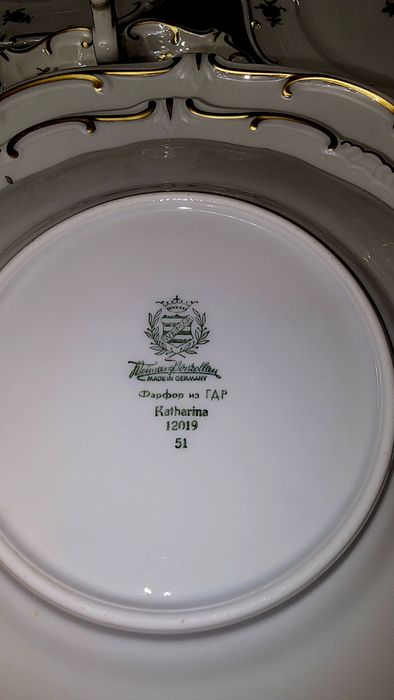 Weimar Porzellan
MADE IN GERMANY
Фарфор из ГДР
Katharina
12019
51